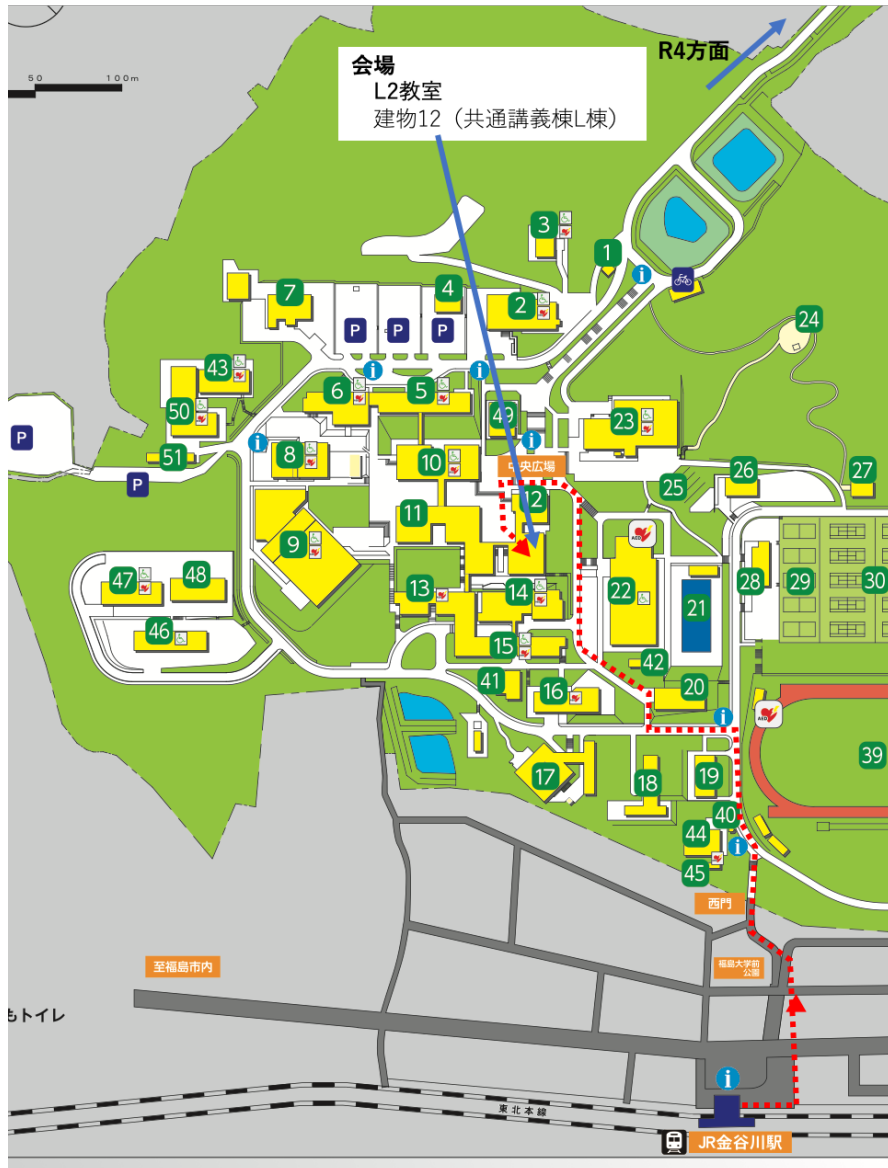 50
100m
会場
L2教室
建物12（共通講義棟L棟）
R4方面
3
1
7
4
2
P
P
P
i
24
43
i
i
6
5
50
49
23
P
i
i
51
8
10
中央広場
26
27
P
12
25
11
9
AED
28
29
30
47
48
13
14
22
21
46
15
42
41
16
20
i
AED
17
18
19
39
40
44
i
45
西門
至福島市内
福島大学前
公園
もトイレ
i
東北本線
JR金谷川駅